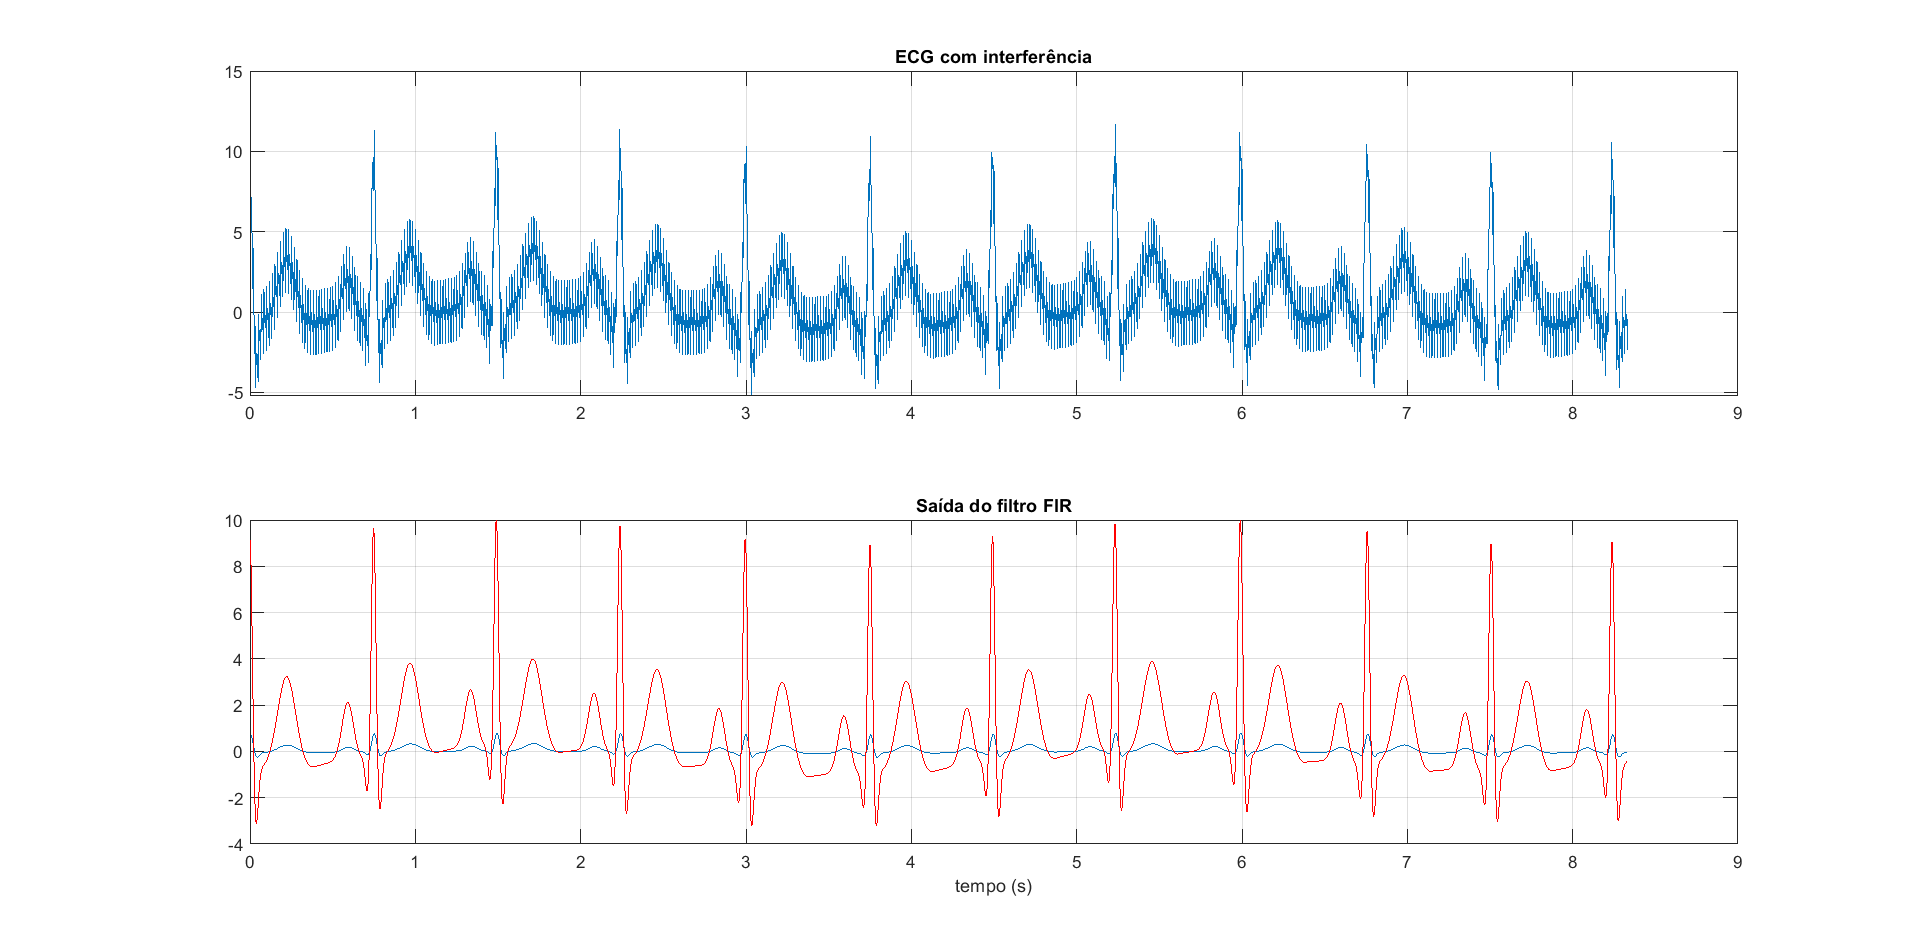 ECG com interferência
15
10
5
0
-5
0 1 2 3 4 5 6 7 8 9
Saída do filtro FIR
10
8
6
4
2
0
-2
-4
0 1 2 3 4 5 6 7 8 9
tempo (s)